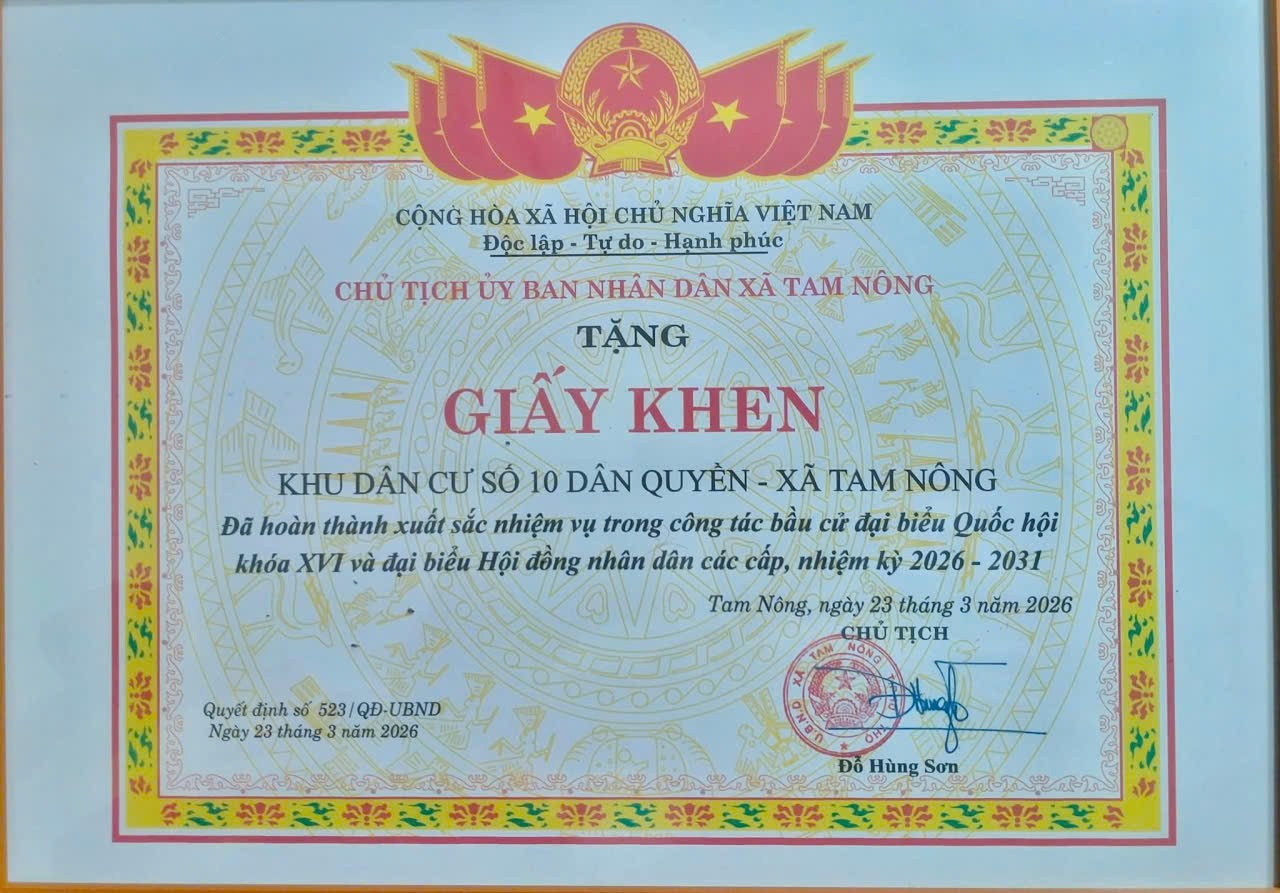 CỘNG HÒA XÃ HỘI CHỦ NGHĨA VIỆT NAM
Độc lập - Tự do - Hạnh phúc
CHỦ TỊCH ỦY BAN NHÂN DÂN XÃ TAM NÔNG
TẶNG
GIẤY KHEN
KHU DÂN CƯ SỐ 10 DÂN QUYỀN - XÃ TAM NÔNG
Đã hoàn thành xuất sắc nhiệm vụ trong công tác bầu cử đại biểu Quốc hội
khóa XVI và đại biểu Hội đồng nhân dân các cấp, nhiệm kỳ 2026 - 2031
Tam Nông, ngày 23 tháng 3 năm 2026
CHỦ TỊCH
U.B.N.D XÃ TAM NÔNG
Quyết định số 523/QĐ-UBND
Ngày 23 tháng 3 năm 2026
Đỗ Hùng Sơn